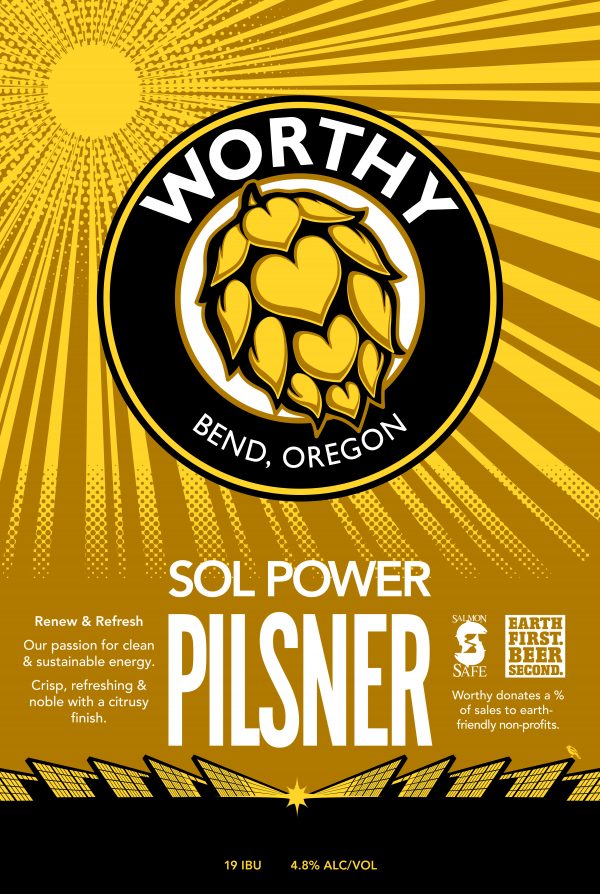 WORTHY
BEND, OREGON
SOL POWER
PILSNER
Renew & Refresh
Our passion for clean
& sustainable energy.
Crisp, refreshing &
noble with a citrusy
finish.
SALMON
SAFE
EARTH
FIRST.
BEER
SECOND.
Worthy donates a %
of sales to earth-
friendly non-profits.
19 IBU 4.8% ALC/VOL